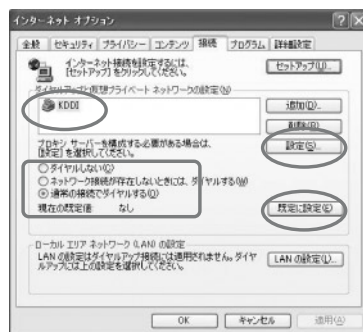 インターネット オプション
全般 セキュリティ プライバシー コンテンツ 接続 プログラム 詳細設定
インターネット接続を設定するには、
[セットアップ] をクリックしてください。
セットアップ(U)...
ダイヤルアップと仮想プライベート ネットワークの設定(N)
KDDI
追加(D)...
削除(R)
プロキシ サーバーを構成する必要がある場合は、
[設定] を選択してください。
設定(S)...
ダイヤルしない(C)
ネットワーク接続が存在しないときには、ダイヤルする(W)
通常の接続でダイヤルする(O)
現在の既定値: なし
既定に設定(E)
ローカル エリア ネットワーク (LAN) の設定
LAN の設定はダイヤルアップ接続には適用されません。ダイヤ
ルアップには上の設定を選択してください。
LAN の設定(L)...
OK キャンセル 適用(A)